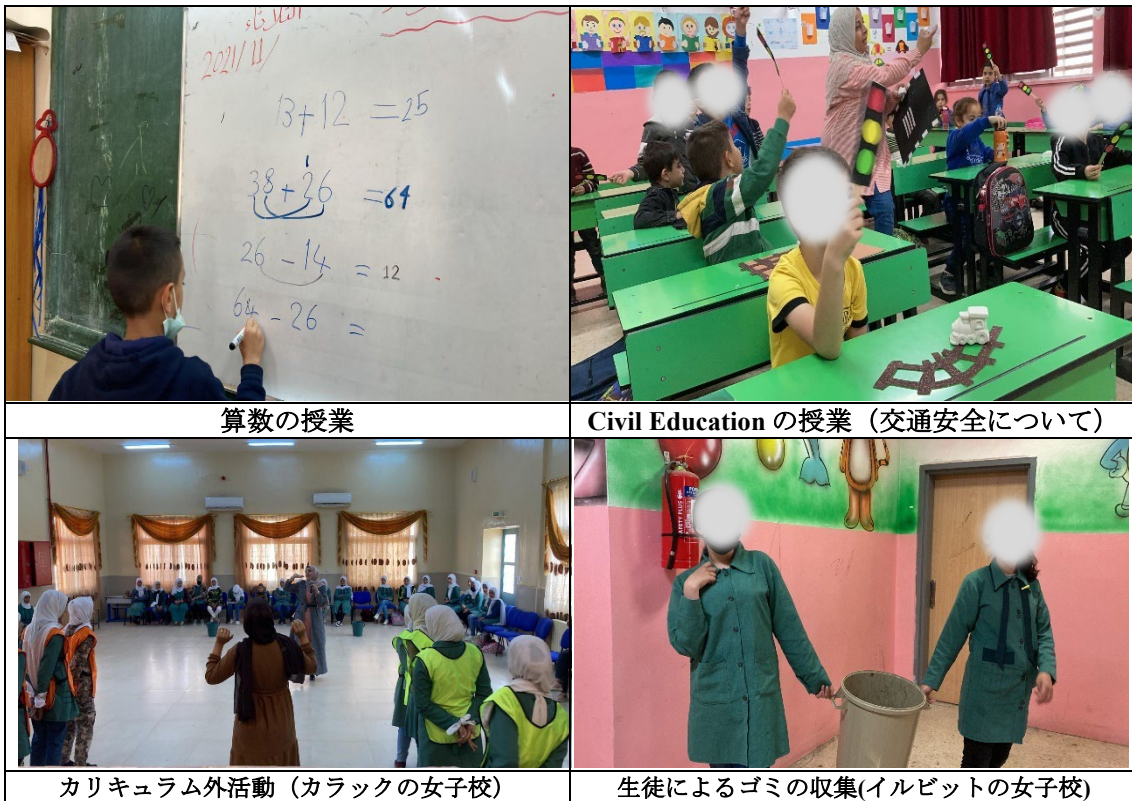 2021/11/
13+12 =25
1
38+26 =64
26 -14 = 12
64 -26 =
算数の授業
Civil Education の授業(交通安全について)
カリキュラム外活動(カラックの女子校)
生徒によるゴミの収集(イルビットの女子校)